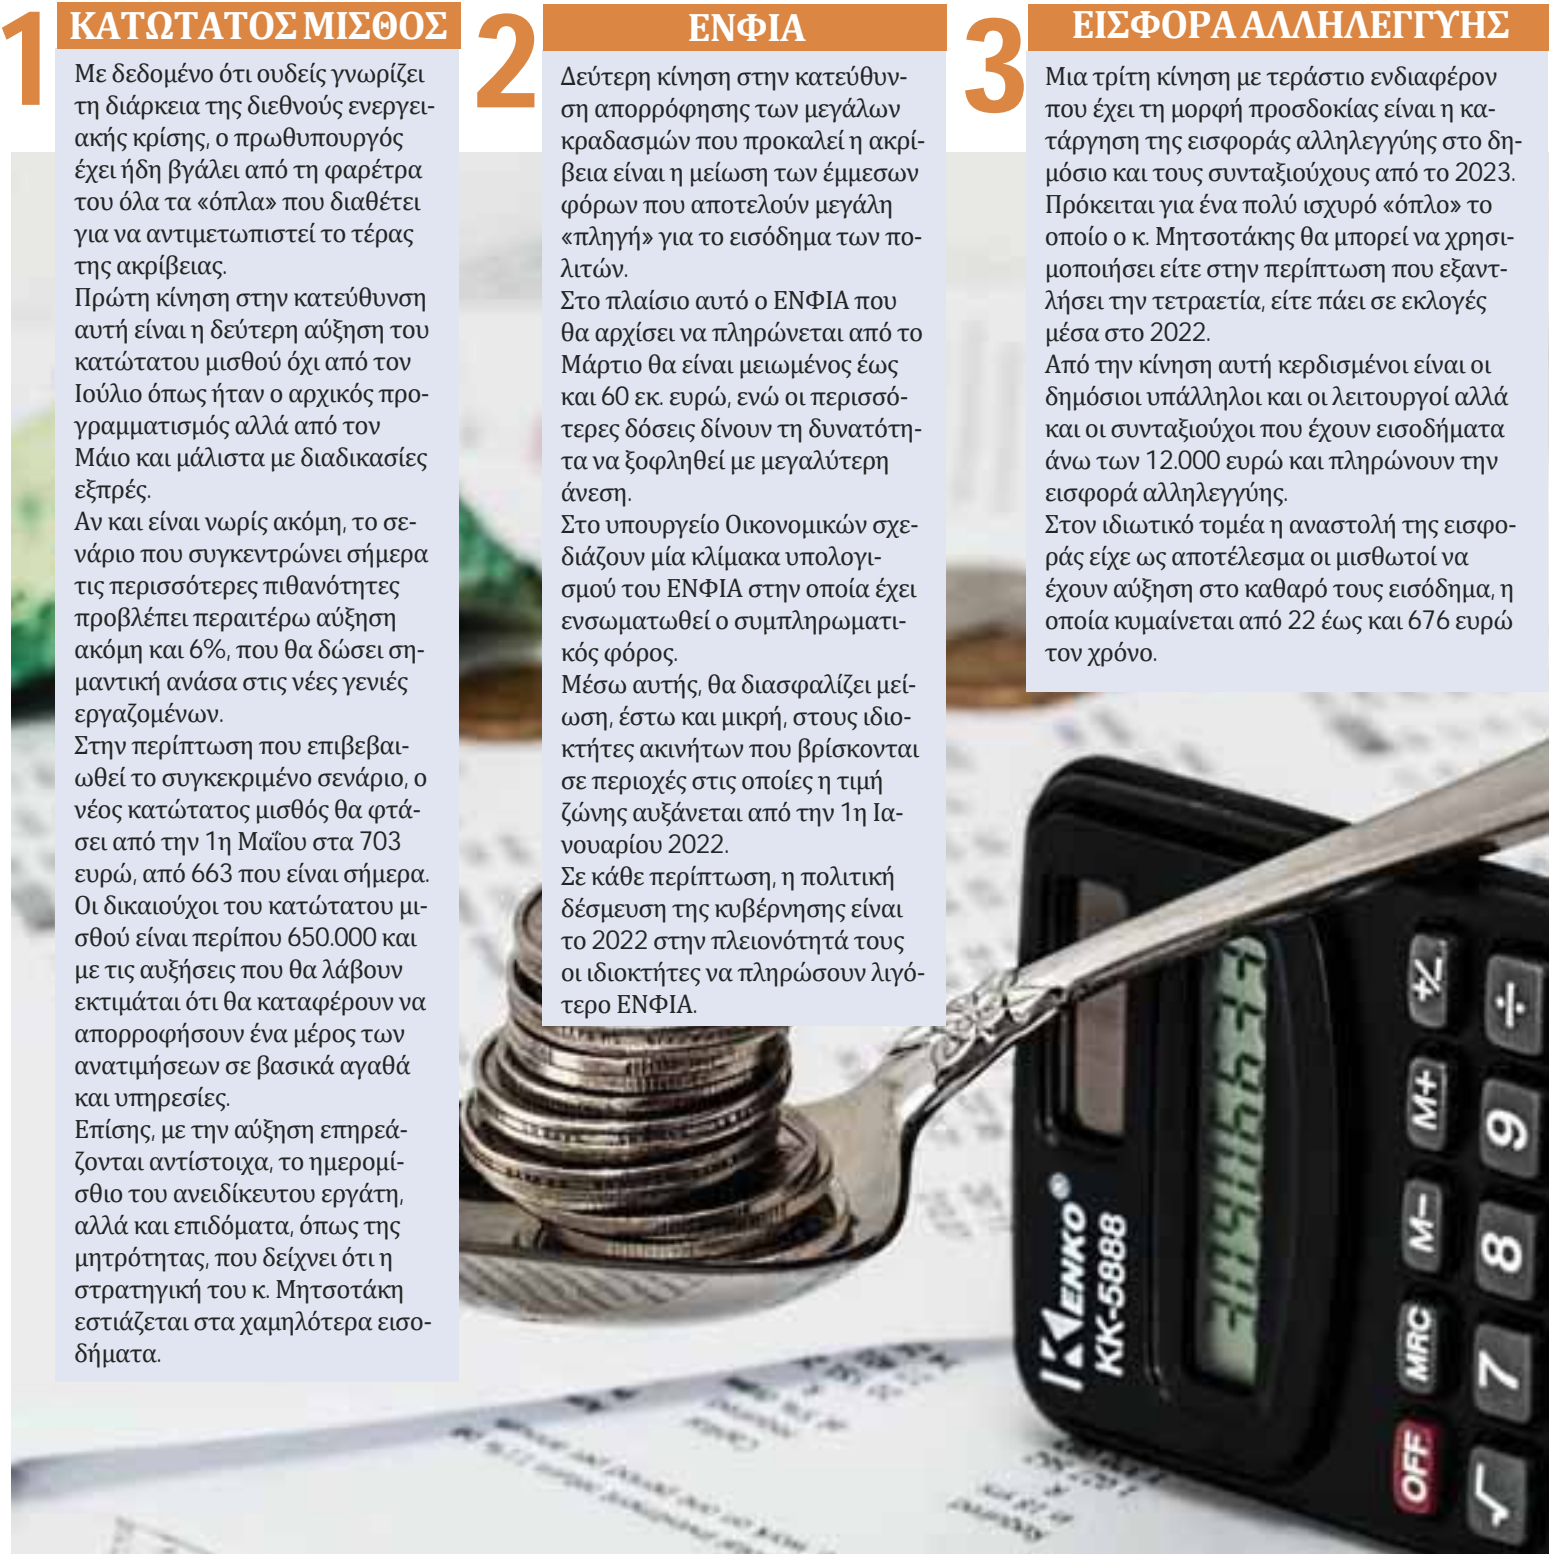 1
ΚΑΤΩΤΑΤΟΣ ΜΙΣΘΟΣ
Με δεδομένο ότι ουδείς γνωρίζει
τη διάρκεια της διεθνούς ενεργει-
ακής κρίσης, ο πρωθυπουργός
έχει ήδη βγάλει από τη φαρέτρα
του όλα τα «όπλα» που διαθέτει
για να αντιμετωπιστεί το τέρας
της ακρίβειας.
Πρώτη κίνηση στην κατεύθυνση
αυτή είναι η δεύτερη αύξηση του
κατώτατου μισθού όχι από τον
Ιούλιο όπως ήταν ο αρχικός προ-
γραμματισμός αλλά από τον
Μάιο και μάλιστα με διαδικασίες
εξπρές.
Αν και είναι νωρίς ακόμη, το σε-
νάριο που συγκεντρώνει σήμερα
τις περισσότερες πιθανότητες
προβλέπει περαιτέρω αύξηση
ακόμη και 6%, που θα δώσει ση-
μαντική ανάσα στις νέες γενιές
εργαζομένων.
Στην περίπτωση που επιβεβαι-
ωθεί το συγκεκριμένο σενάριο, ο
νέος κατώτατος μισθός θα φτά-
σει από την 1η Μαΐου στα 703
ευρώ, από 663 που είναι σήμερα.
Οι δικαιούχοι του κατώτατου μι-
σθού είναι περίπου 650.000 και
με τις αυξήσεις που θα λάβουν
εκτιμάται ότι θα καταφέρουν να
απορροφήσουν ένα μέρος των
ανατιμήσεων σε βασικά αγαθά
και υπηρεσίες.
Επίσης, με την αύξηση επηρεά-
ζονται αντίστοιχα, το ημερομί-
σθιο του ανειδίκευτου εργάτη,
αλλά και επιδόματα, όπως της
μητρότητας, που δείχνει ότι η
στρατηγική του κ. Μητσοτάκη
εστιάζεται στα χαμηλότερα εισο-
δήματα.
2
ΕΝΦΙΑ
Δεύτερη κίνηση στην κατεύθυν-
ση απορρόφησης των μεγάλων
κραδασμών που προκαλεί η ακρί-
βεια είναι η μείωση των έμμεσων
φόρων που αποτελούν μεγάλη
«πληγή» για το εισόδημα των πο-
λιτών.
Στο πλαίσιο αυτό ο ΕΝΦΙΑ που
θα αρχίσει να πληρώνεται από το
Μάρτιο θα είναι μειωμένος έως
και 60 εκ. ευρώ, ενώ οι περισσό-
τερες δόσεις δίνουν τη δυνατότη-
τα να ξοφληθεί με μεγαλύτερη
άνεση.
Στο υπουργείο Οικονομικών σχε-
διάζουν μία κλίμακα υπολογι-
σμού του ΕΝΦΙΑ στην οποία έχει
ενσωματωθεί ο συμπληρωματι-
κός φόρος.
Μέσω αυτής, θα διασφαλίζει μεί-
ωση, έστω και μικρή, στους ιδιο-
κτήτες ακινήτων που βρίσκονται
σε περιοχές στις οποίες η τιμή
ζώνης αυξάνεται από την 1η Ια-
νουαρίου 2022.
Σε κάθε περίπτωση, η πολιτική
δέσμευση της κυβέρνησης είναι
το 2022 στην πλειονότητά τους
οι ιδιοκτήτες να πληρώσουν λιγό-
τερο ΕΝΦΙΑ.
3
ΕΙΣΦΟΡΑ ΑΛΛΗΛΕΓΓΥΗΣ
Μια τρίτη κίνηση με τεράστιο ενδιαφέρον
που έχει τη μορφή προσδοκίας είναι η κα-
τάργηση της εισφοράς αλληλεγγύης στο δη-
μόσιο και τους συνταξιούχους από το 2023.
Πρόκειται για ένα πολύ ισχυρό «όπλο» το
οποίο ο κ. Μητσοτάκης θα μπορεί να χρησι-
μοποιήσει είτε στην περίπτωση που εξαντ-
λήσει την τετραετία, είτε πάει σε εκλογές
μέσα στο 2022.
Από την κίνηση αυτή κερδισμένοι είναι οι
δημόσιοι υπάλληλοι και οι λειτουργοί αλλά
και οι συνταξιούχοι που έχουν εισοδήματα
άνω των 12.000 ευρώ και πληρώνουν την
εισφορά αλληλεγγύης.
Στον ιδιωτικό τομέα η αναστολή της εισφο-
ράς είχε ως αποτέλεσμα οι μισθωτοί να
έχουν αύξηση στο καθαρό τους εισόδημα, η
οποία κυμαίνεται από 22 έως και 676 ευρώ
τον χρόνο.
KENKO®
KK-5888
+/-
M+
M-
MRC
OFF
÷
9
8
7
√